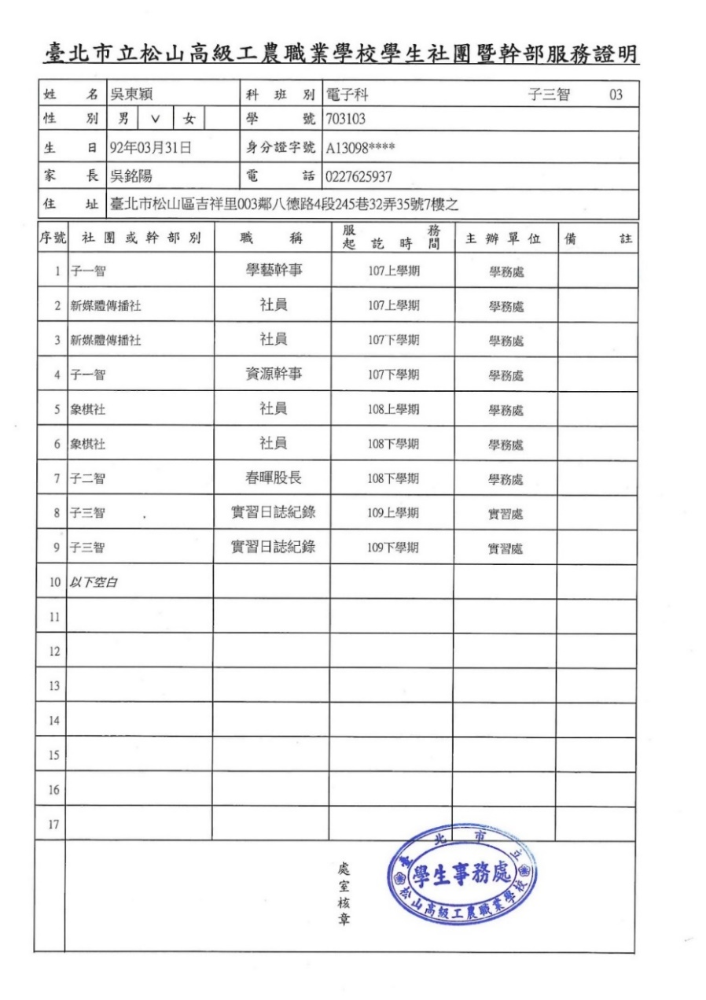 臺北市立松山高級工農職業學校學生社團暨幹部服務證明
姓名 吳東穎 科班別 電子科 子三智 03
性別 男 v 女 學號 703103
生日 92年03月31日 身分證字號 A13098****
家長 吳銘陽 電話 0227625937
住址 臺北市松山區吉祥里003鄰八德路4段245巷32弄35號7樓之
序號 社團或幹部別 職稱 服務起訖時間 主辦單位 備註
1 子一智 學藝幹事 107上學期 學務處
2 新媒體傳播社 社員 107上學期 學務處
3 新媒體傳播社 社員 107下學期 學務處
4 子一智 資源幹事 107下學期 學務處
5 象棋社 社員 108上學期 學務處
6 象棋社 社員 108下學期 學務處
7 子二智 春暉股長 108下學期 學務處
8 子三智 實習日誌紀錄 109上學期 實習處
9 子三智 實習日誌紀錄 109下學期 實習處
10 以下空白
11
12
13
14
15
16
17
處室核章
臺北市立
學生事務處
松山高級工農職業學校